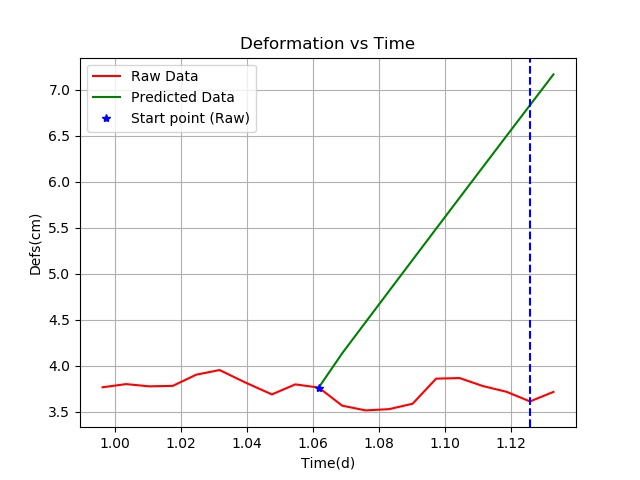 Deformation vs Time
Raw Data
Predicted Data
Start point (Raw)
7.0
6.5
6.0
5.5
5.0
4.5
4.0
3.5
Defs(cm)
1.00 1.02 1.04 1.06 1.08 1.10 1.12
Time(d)